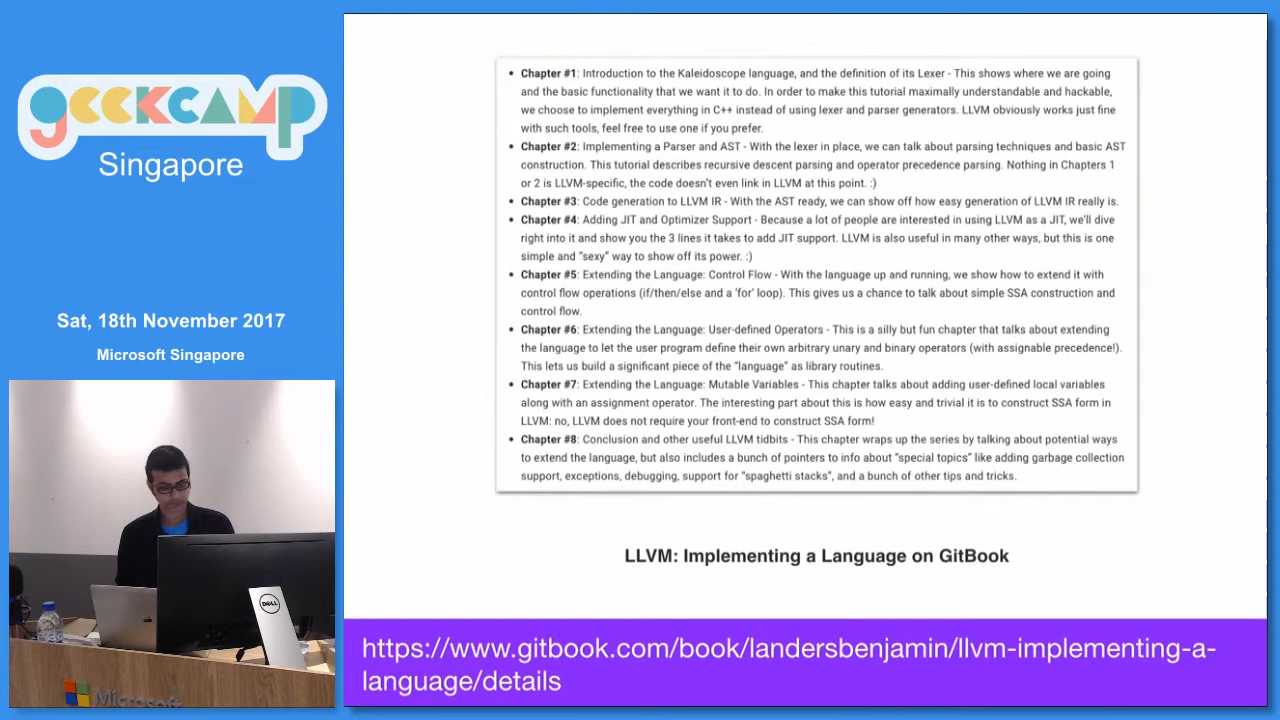 geekcamp
Singapore
Sat, 18th November 2017
Microsoft Singapore
DELL
Microsoft
• Chapter #1: Introduction to the Kaleidoscope language, and the definition of its Lexer - This shows where we are going
and the basic functionality that we want it to do. In order to make this tutorial maximally understandable and hackable,
we choose to implement everything in C++ instead of using lexer and parser generators. LLVM obviously works just fine
with such tools, feel free to use one if you prefer.
• Chapter #2: Implementing a Parser and AST - With the lexer in place, we can talk about parsing techniques and basic AST
construction. This tutorial describes recursive descent parsing and operator precedence parsing. Nothing in Chapters 1
or 2 is LLVM-specific, the code doesn't even link in LLVM at this point. :)
• Chapter #3: Code generation to LLVM IR - With the AST ready, we can show off how easy generation of LLVM IR really is.
• Chapter #4: Adding JIT and Optimizer Support - Because a lot of people are interested in using LLVM as a JIT, we'll dive
right into it and show you the 3 lines it takes to add JIT support. LLVM is also useful in many other ways, but this is one
simple and "sexy" way to show off its power. :)
• Chapter #5: Extending the Language: Control Flow - With the language up and running, we show how to extend it with
control flow operations (if/then/else and a 'for' loop). This gives us a chance to talk about simple SSA construction and
control flow.
• Chapter #6: Extending the Language: User-defined Operators - This is a silly but fun chapter that talks about extending
the language to let the user program define their own arbitrary unary and binary operators (with assignable precedence!).
This lets us build a significant piece of the "language" as library routines.
• Chapter #7: Extending the Language: Mutable Variables - This chapter talks about adding user-defined local variables
along with an assignment operator. The interesting part about this is how easy and trivial it is to construct SSA form in
LLVM: no, LLVM does not require your front-end to construct SSA form!
• Chapter #8: Conclusion and other useful LLVM tidbits - This chapter wraps up the series by talking about potential ways
to extend the language, but also includes a bunch of pointers to info about "special topics" like adding garbage collection
support, exceptions, debugging, support for "spaghetti stacks", and a bunch of other tips and tricks.
LLVM: Implementing a Language on GitBook
https://www.gitbook.com/book/landersbenjamin/llvm-implementing-a-
language/details